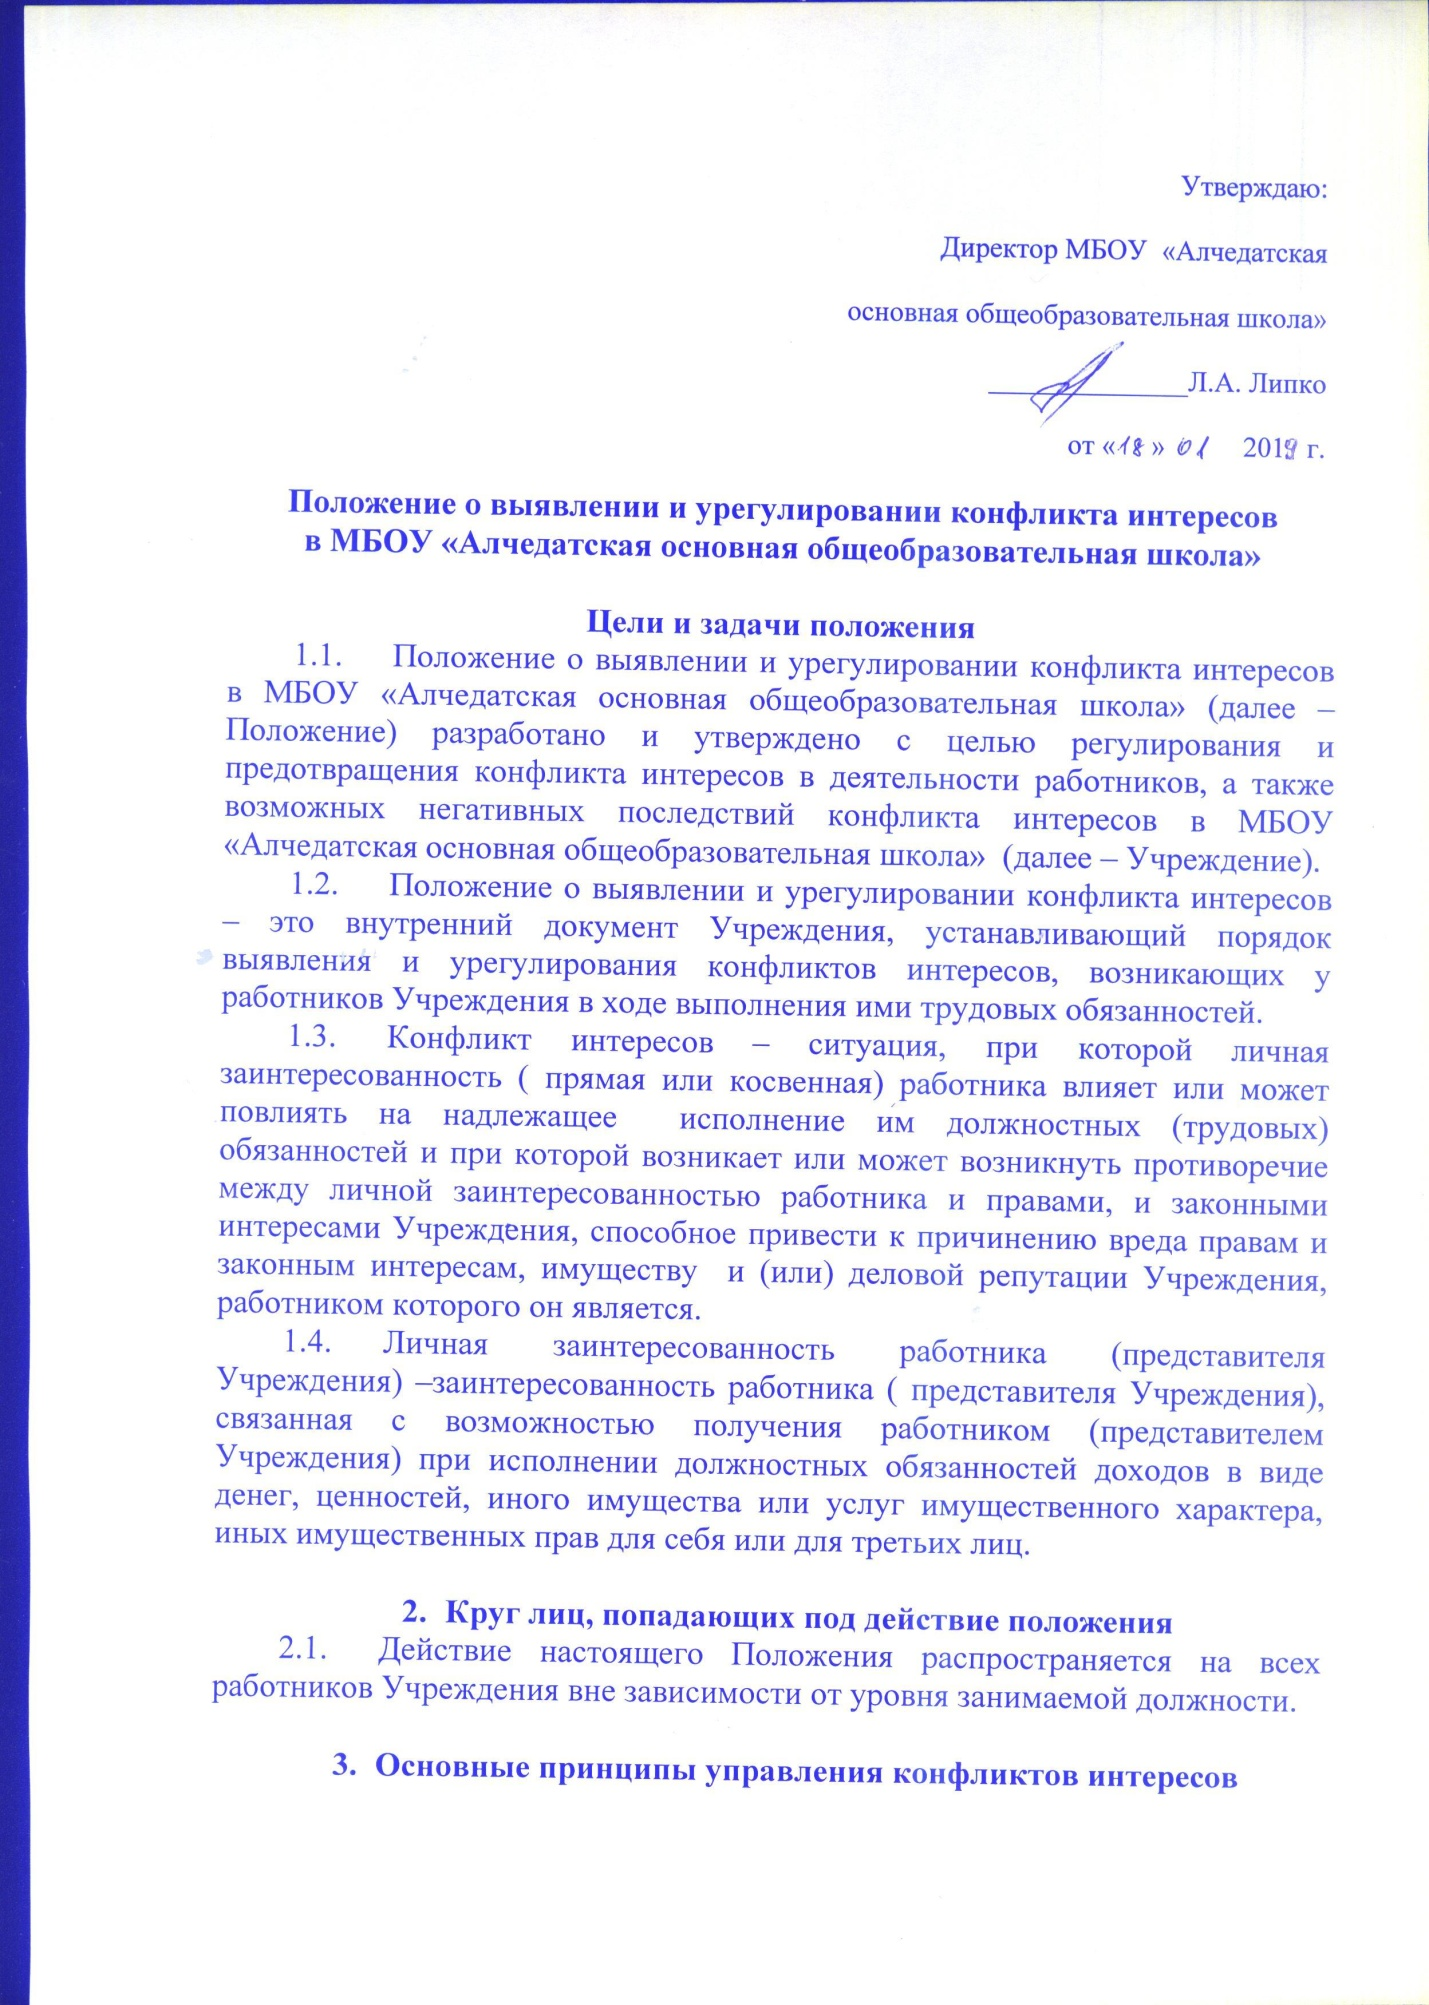 Утверждаю:
Директор МБОУ «Алчедатская
основная общеобразовательная школа»
______________Л.А. Липко
от «18» 01 2019 г.
Положение о выявлении и урегулировании конфликта интересов
в МБОУ «Алчедатская основная общеобразовательная школа»
Цели и задачи положения
1.1. Положение о выявлении и урегулировании конфликта интересов
в МБОУ «Алчедатская основная общеобразовательная школа» (далее –
Положение) разработано и утверждено с целью регулирования и
предотвращения конфликта интересов в деятельности работников, а также
возможных негативных последствий конфликта интересов в МБОУ
«Алчедатская основная общеобразовательная школа» (далее – Учреждение).
1.2. Положение о выявлении и урегулировании конфликта интересов
– это внутренний документ Учреждения, устанавливающий порядок
выявления и урегулирования конфликтов интересов, возникающих у
работников Учреждения в ходе выполнения ими трудовых обязанностей.
1.3. Конфликт интересов – ситуация, при которой личная
заинтересованность ( прямая или косвенная) работника влияет или может
повлиять на надлежащее исполнение им должностных (трудовых)
обязанностей и при которой возникает или может возникнуть противоречие
между личной заинтересованностью работника и правами, и законными
интересами Учреждения, способное привести к причинению вреда правам и
законным интересам, имуществу и (или) деловой репутации Учреждения,
работником которого он является.
1.4. Личная заинтересованность работника (представителя
Учреждения) –заинтересованность работника ( представителя Учреждения),
связанная с возможностью получения работником (представителем
Учреждения) при исполнении должностных обязанностей доходов в виде
денег, ценностей, иного имущества или услуг имущественного характера,
иных имущественных прав для себя или для третьих лиц.
2. Круг лиц, попадающих под действие положения
2.1. Действие настоящего Положения распространяется на всех
работников Учреждения вне зависимости от уровня занимаемой должности.
3. Основные принципы управления конфликтов интересов